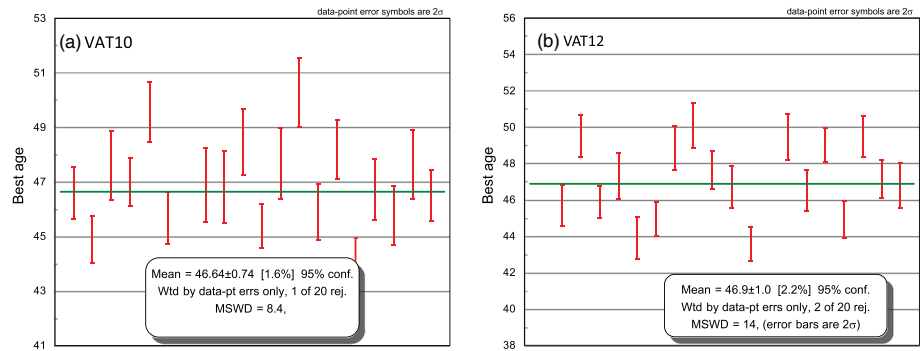 data-point error symbols are 2σ
(a) VAT10
Best age
53
51
49
47
45
43
41
Mean = 46.64±0.74 [1.6%] 95% conf.
Wtd by data-pt errs only, 1 of 20 rej.
MSWD = 8.4,
data-point error symbols are 2σ
(b) VAT12
Best age
56
54
52
50
48
46
44
42
40
38
Mean = 46.9±1.0 [2.2%] 95% conf.
Wtd by data-pt errs only, 2 of 20 rej.
MSWD = 14, (error bars are 2σ)